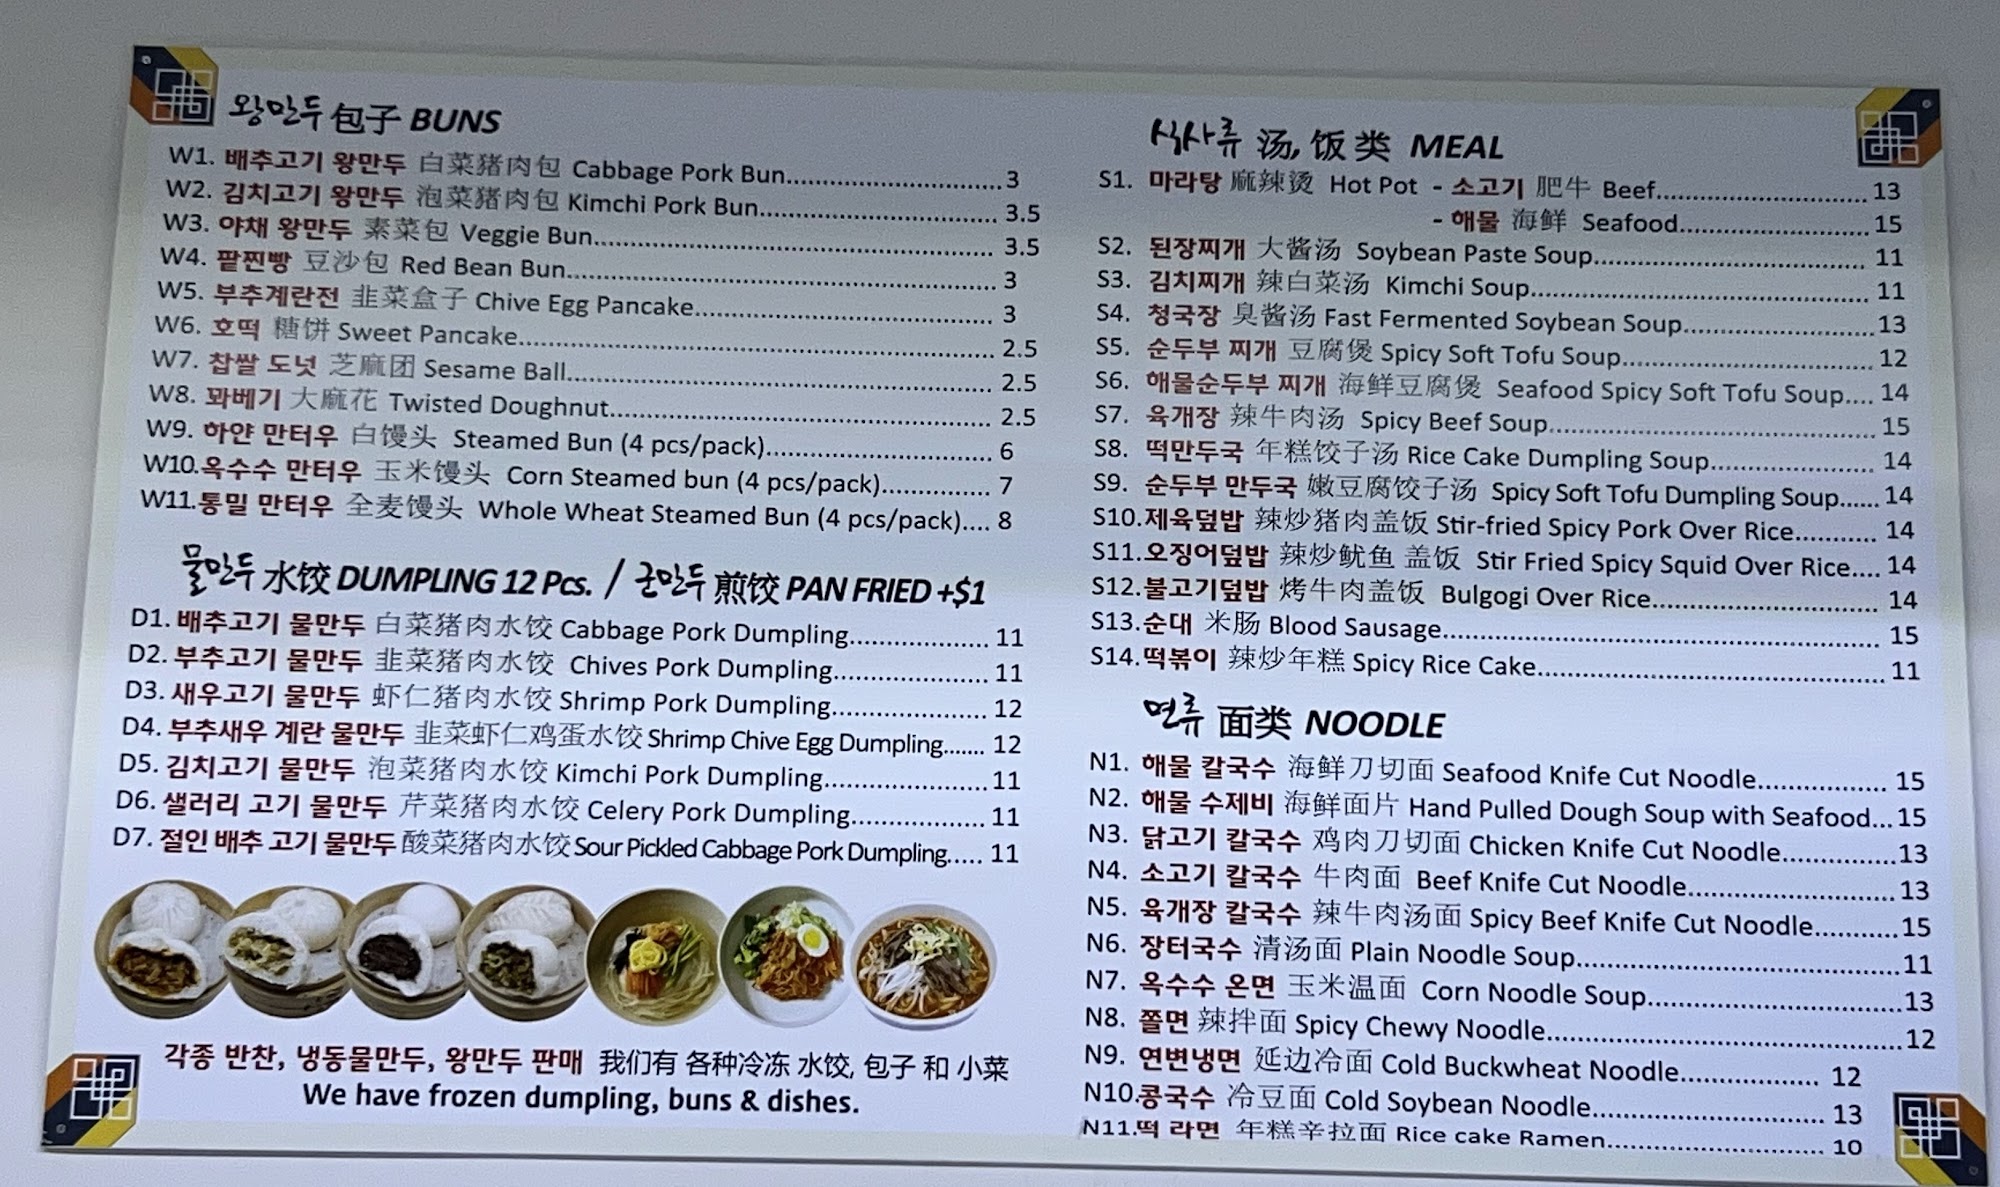 왕만두 包子 BUNS
W1. 배추고기 왕만두 白菜猪肉包 Cabbage Pork Bun 3
W2. 김치고기 왕만두 泡菜猪肉包 Kimchi Pork Bun 3.5
W3. 야채 왕만두 素菜包 Veggie Bun 3.5
W4. 팥찐빵 豆沙包 Red Bean Bun 3
W5. 부추계란전 韭菜盒子 Chive Egg Pancake 3
W6. 호떡 糖饼 Sweet Pancake 2.5
W7. 찹쌀 도넛 芝麻团 Sesame Ball 2.5
W8. 꽈베기 大麻花 Twisted Doughnut 2.5
W9. 하얀 만터우 白馒头 Steamed Bun (4 pcs/pack) 6
W10.옥수수 만터우 玉米馒头 Corn Steamed bun (4 pcs/pack) 7
W11.통밀 만터우 全麦馒头 Whole Wheat Steamed Bun (4 pcs/pack) 8
물만두 水饺 DUMPLING 12 Pcs. / 군만두 煎饺 PAN FRIED +$1
D1. 배추고기 물만두 白菜猪肉水饺 Cabbage Pork Dumpling 11
D2. 부추고기 물만두 韭菜猪肉水饺 Chives Pork Dumpling 11
D3. 새우고기 물만두 虾仁猪肉水饺 Shrimp Pork Dumpling 12
D4. 부추새우 계란 물만두 韭菜虾仁鸡蛋水饺 Shrimp Chive Egg Dumpling 12
D5. 김치고기 물만두 泡菜猪肉水饺 Kimchi Pork Dumpling 11
D6. 샐러리 고기 물만두 芹菜猪肉水饺 Celery Pork Dumpling 11
D7. 절인 배추 고기 물만두 酸菜猪肉水饺 Sour Pickled Cabbage Pork Dumpling 11
각종 반찬, 냉동물만두, 왕만두 판매 我们有 各种冷冻 水饺, 包子 和 小菜
We have frozen dumpling, buns & dishes.
식사류 汤, 饭类 MEAL
S1. 마라탕 麻辣烫 Hot Pot - 소고기 肥牛 Beef 13
- 해물 海鲜 Seafood 15
S2. 된장찌개 大酱汤 Soybean Paste Soup 11
S3. 김치찌개 辣白菜汤 Kimchi Soup 11
S4. 청국장 臭酱汤 Fast Fermented Soybean Soup 13
S5. 순두부 찌개 豆腐煲 Spicy Soft Tofu Soup 12
S6. 해물순두부 찌개 海鲜豆腐煲 Seafood Spicy Soft Tofu Soup 14
S7. 육개장 辣牛肉汤 Spicy Beef Soup 15
S8. 떡만두국 年糕饺子汤 Rice Cake Dumpling Soup 14
S9. 순두부 만두국 嫩豆腐饺子汤 Spicy Soft Tofu Dumpling Soup 14
S10.제육덮밥 辣炒猪肉盖饭 Stir-fried Spicy Pork Over Rice 14
S11.오징어덮밥 辣炒鱿鱼 盖饭 Stir Fried Spicy Squid Over Rice 14
S12.불고기덮밥 烤牛肉盖饭 Bulgogi Over Rice 14
S13.순대 米肠 Blood Sausage 15
S14.떡볶이 辣炒年糕 Spicy Rice Cake 11
면류 面类 NOODLE
N1. 해물 칼국수 海鲜刀切面 Seafood Knife Cut Noodle 15
N2. 해물 수제비 海鲜面片 Hand Pulled Dough Soup with Seafood 15
N3. 닭고기 칼국수 鸡肉刀切面 Chicken Knife Cut Noodle 13
N4. 소고기 칼국수 牛肉面 Beef Knife Cut Noodle 13
N5. 육개장 칼국수 辣牛肉汤面 Spicy Beef Knife Cut Noodle 15
N6. 장터국수 清汤面 Plain Noodle Soup 11
N7. 옥수수 온면 玉米温面 Corn Noodle Soup 13
N8. 쫄면 辣拌面 Spicy Chewy Noodle 12
N9. 연변냉면 延边冷面 Cold Buckwheat Noodle 12
N10.콩국수 冷豆面 Cold Soybean Noodle 13
N11.떡 라면 年糕辛拉面 Rice cake Ramen 10